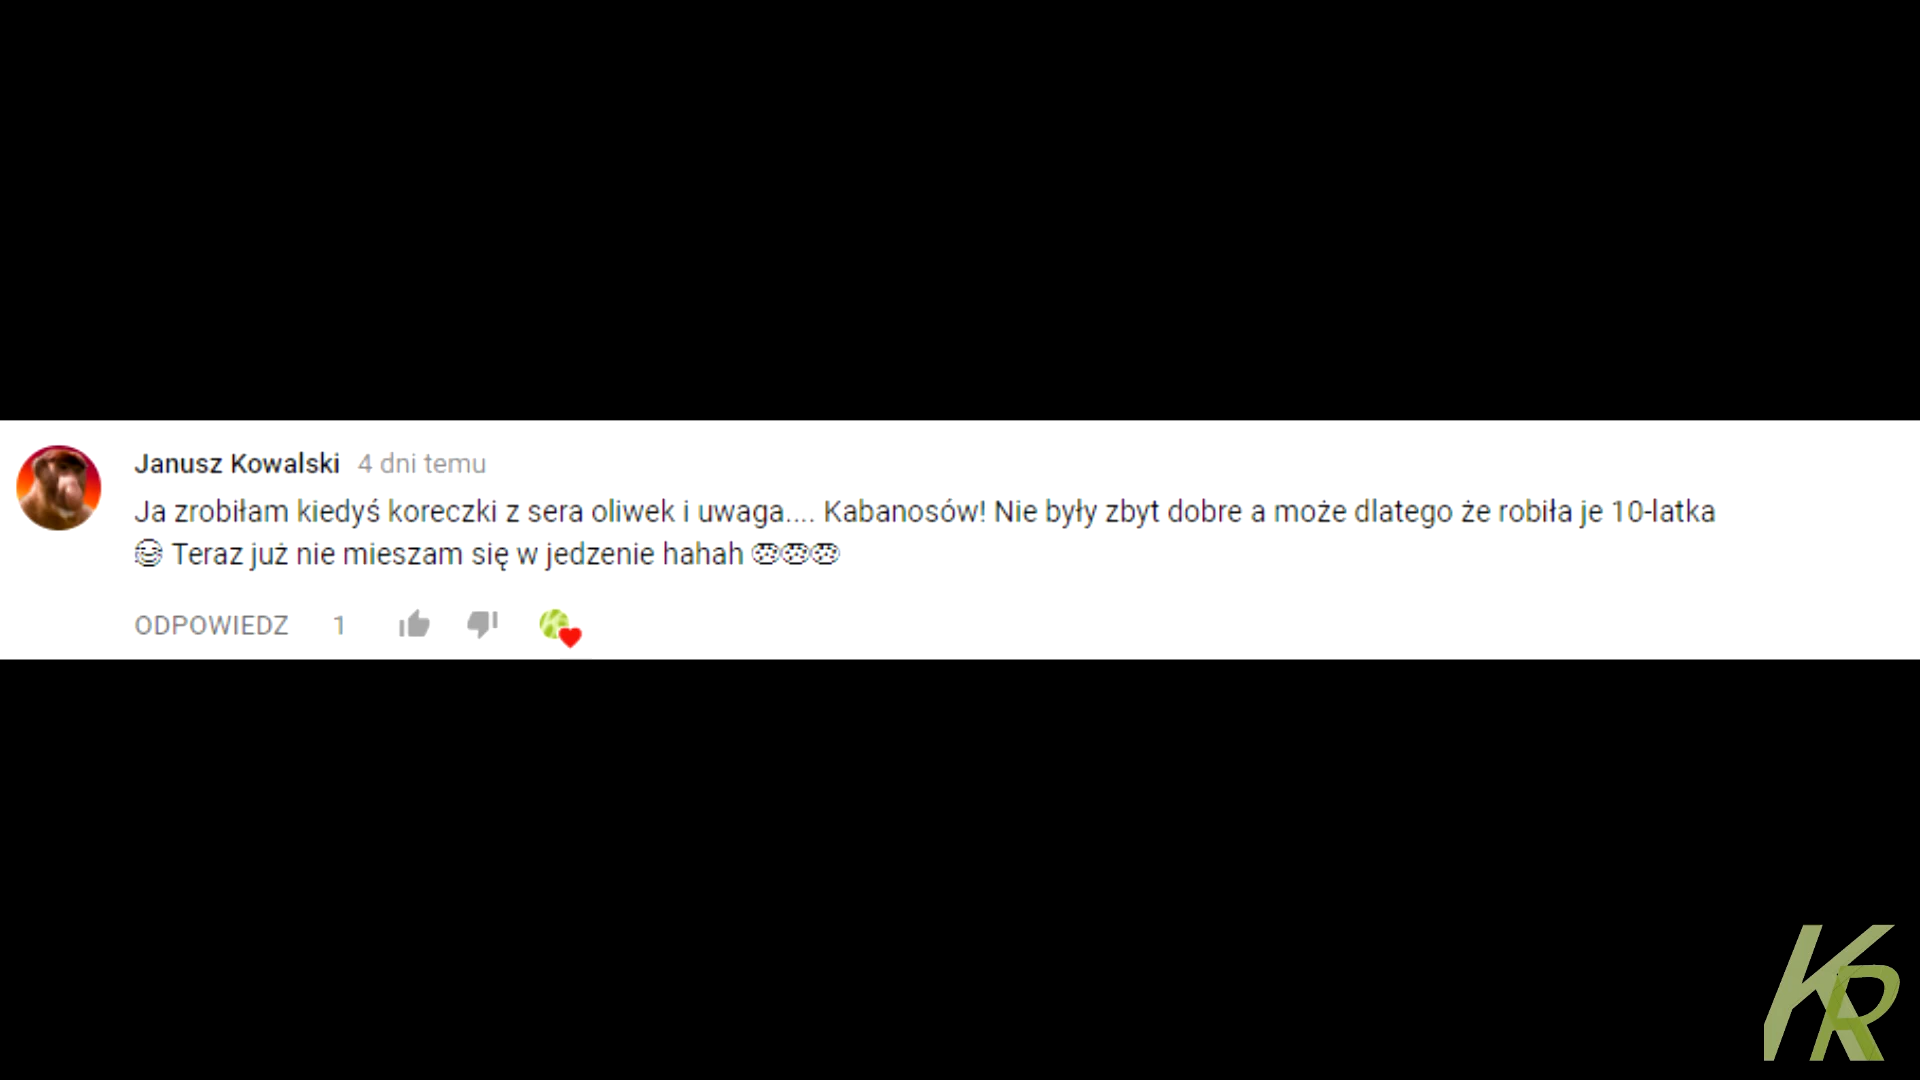 Janusz Kowalski 4 dni temu
Ja zrobiłam kiedyś koreczki z sera oliwek i uwaga.... Kabanosów! Nie były zbyt dobre a może dlatego że robiła je 10-latka
😂 Teraz już nie mieszam się w jedzenie hahah 🍪🍪🍪
ODPOWIEDZ 1
KR